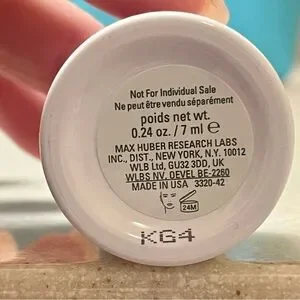 Not For Individual Sale
Ne peut être vendu séparément
poids net wt.
0.24 oz. / 7 ml ℮
MAX HUBER RESEARCH LABS
INC., DIST., NEW YORK, N.Y. 10012
WLB Ltd, GU32 3DD, UK
WLBS NV. DEVEL BE-2260
MADE IN USA 3320-42
24M
KG4